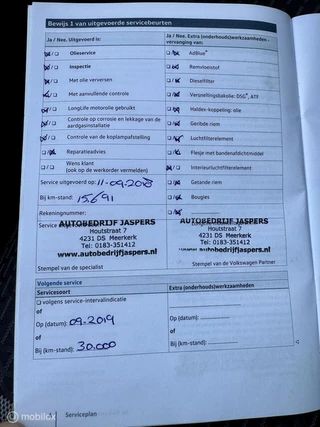 Bewijs 1 van uitgevoerde servicebeurten
Ja / Nee. Uitgevoerd is:
Olieservice
Inspectie
Met olie verversen
Met aanvullende controle
LongLife motorolie gebruikt
Controle op corrosie en lekkage van de aardgasinstallatie
Controle van de koplampafstelling
Reparatieadvies
Wens klant
(ook op de werkorder vermelden)
Service uitgevoerd op: 11-09-2018
Bij km-stand: 15.691
Rekeningnummer:
AUTOBEDRIJF JASPERS
Houtstraat 7
4231 DS Meerkerk
Tel: 0183-351412
www.autobedrijfjaspers.nl
Stempel van de specialist
Ja / Nee. Extra (onderhouds)werkzaamheden - vervanging van:
AdBlue®
Remvloeistof
Dieselfilter
Versnellingsbakolie: DSG®, ATF
Holder-koppeling: olie
Geribde riem
Luchtfilterelement
Flesje met bandenafdichtmiddel
Interieurluchtfilterelement
Getande riem
Bougies
AUTOBEDRIJF JASPERS
Houtstraat 7
4231 DS Meerkerk
Tel: 0183-351412
www.autobedrijfjaspers.nl
Stempel van de Volkswagen Partner
Volgende service
Servicesoort
volgens service-intervalindicatie
of
Op (datum): 09.2019
of
Bij (km-stand): 30.000
Extra (onderhouds)werkzaamheden
Op (datum):
of
Bij (km-stand):
Serviceplan
mobilox